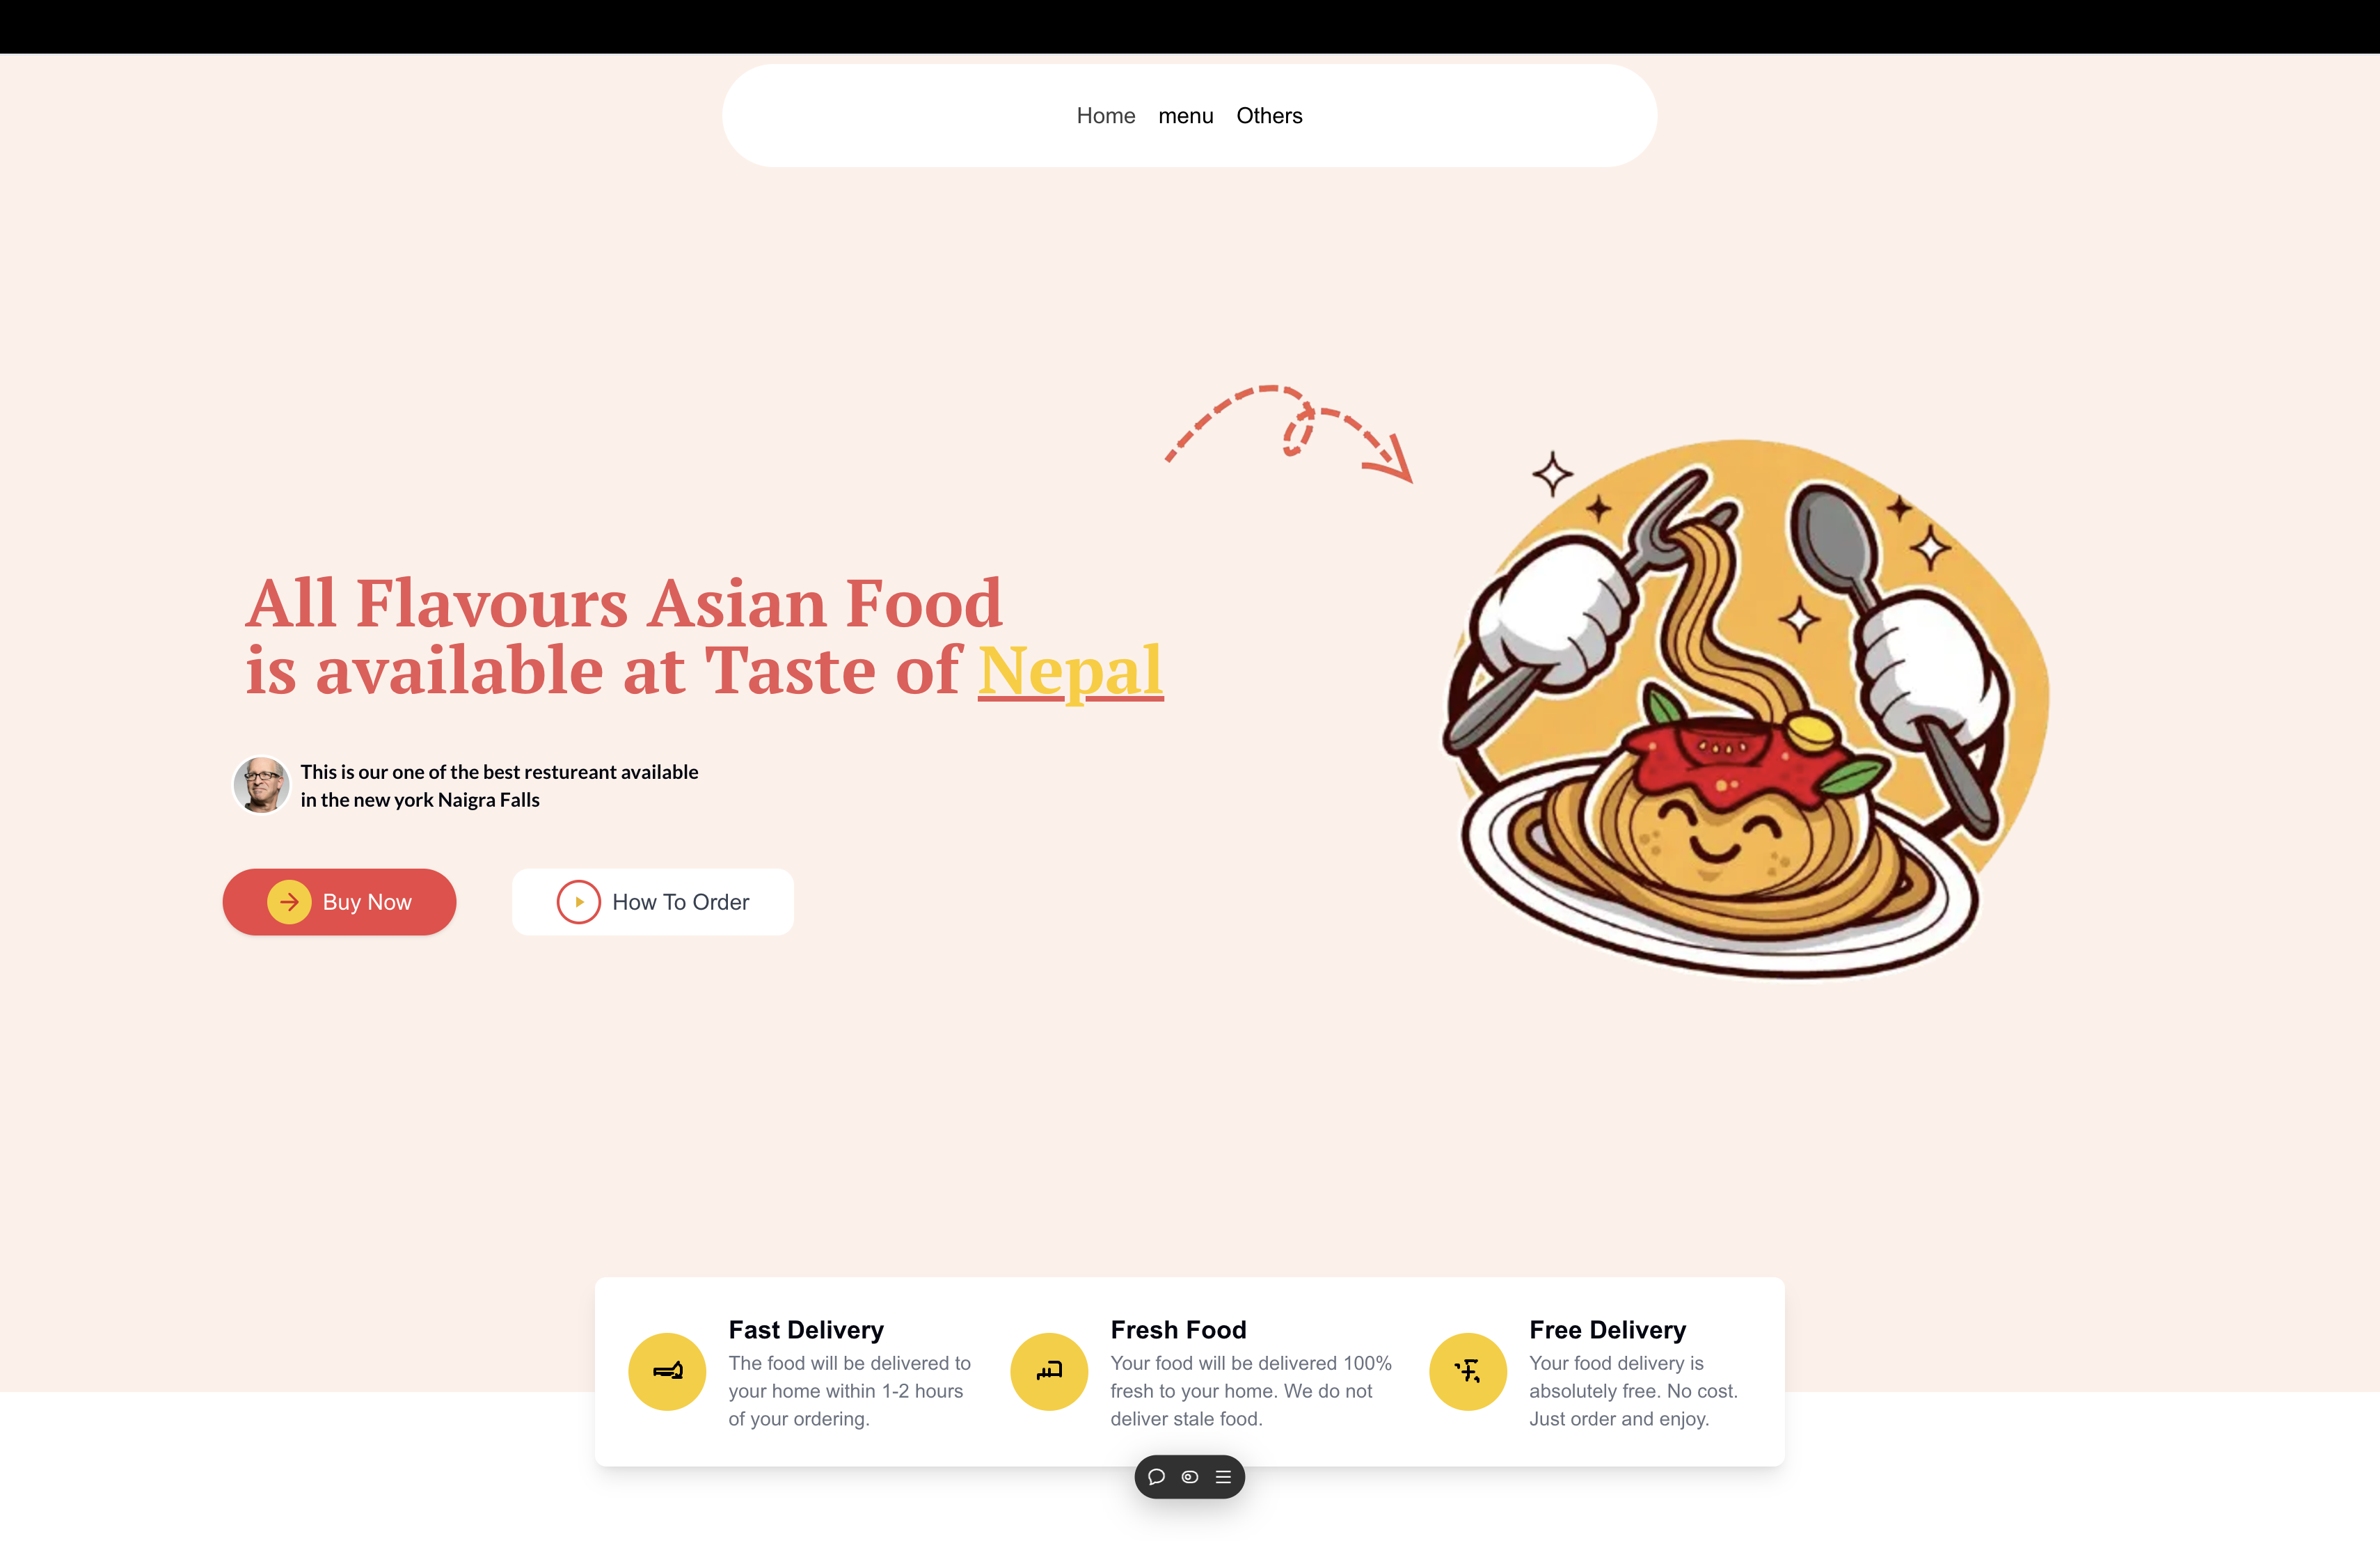 Home menu Others
All Flavours Asian Food
is available at Taste of Nepal
This is our one of the best restureant available
in the new york Naigra Falls
Buy Now
How To Order
Fast Delivery
The food will be delivered to
your home within 1-2 hours
of your ordering.
Fresh Food
Your food will be delivered 100%
fresh to your home. We do not
deliver stale food.
Free Delivery
Your food delivery is
absolutely free. No cost.
Just order and enjoy.